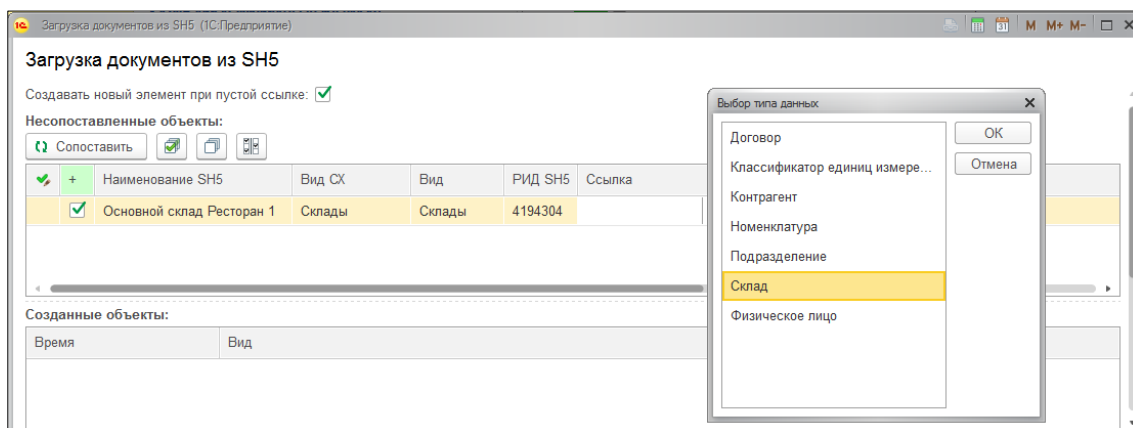 1С Загрузка документов из SH5 (1С:Предприятие) 31 M M+ M-
Загрузка документов из SH5
Создавать новый элемент при пустой ссылке:
Несопоставленные объекты:
Сопоставить
+ Наименование SH5 Вид СХ Вид РИД SH5 Ссылка
Основной склад Ресторан 1 Склады Склады 4194304
Созданные объекты:
Время Вид
Выбор типа данных
Договор
Классификатор единиц измере...
Контрагент
Номенклатура
Подразделение
Склад
Физическое лицо
ОК
Отмена